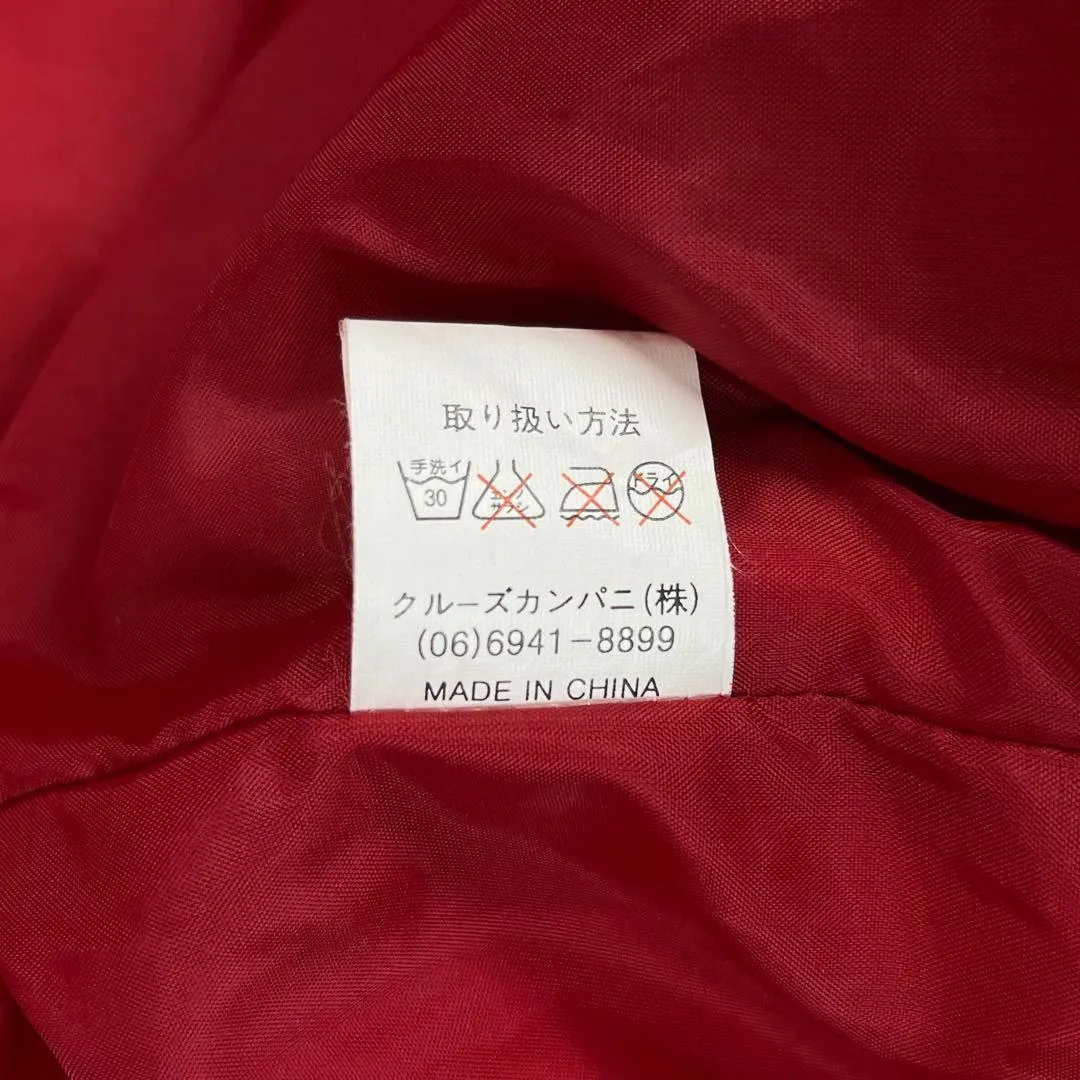 取り扱い方法
手洗イ 30 エンソ サラシ ドライ
クルーズカンパニ(株)
(06)6941-8899
MADE IN CHINA